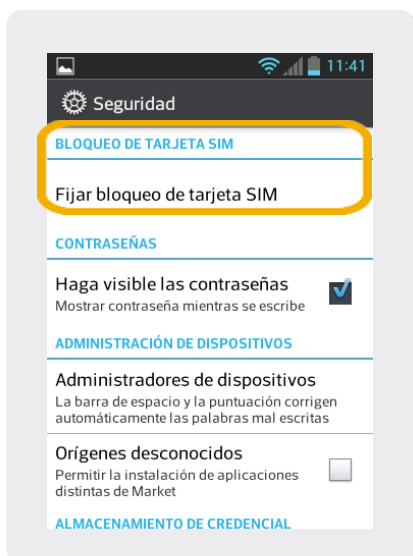 11:41
Seguridad
BLOQUEO DE TARJETA SIM
Fijar bloqueo de tarjeta SIM
CONTRASEÑAS
Haga visible las contraseñas
Mostrar contraseña mientras se escribe
ADMINISTRACIÓN DE DISPOSITIVOS
Administradores de dispositivos
La barra de espacio y la puntuación corrigen
automáticamente las palabras mal escritas
Orígenes desconocidos
Permitir la instalación de aplicaciones
distintas de Market
ALMACENAMIENTO DE CREDENCIAL